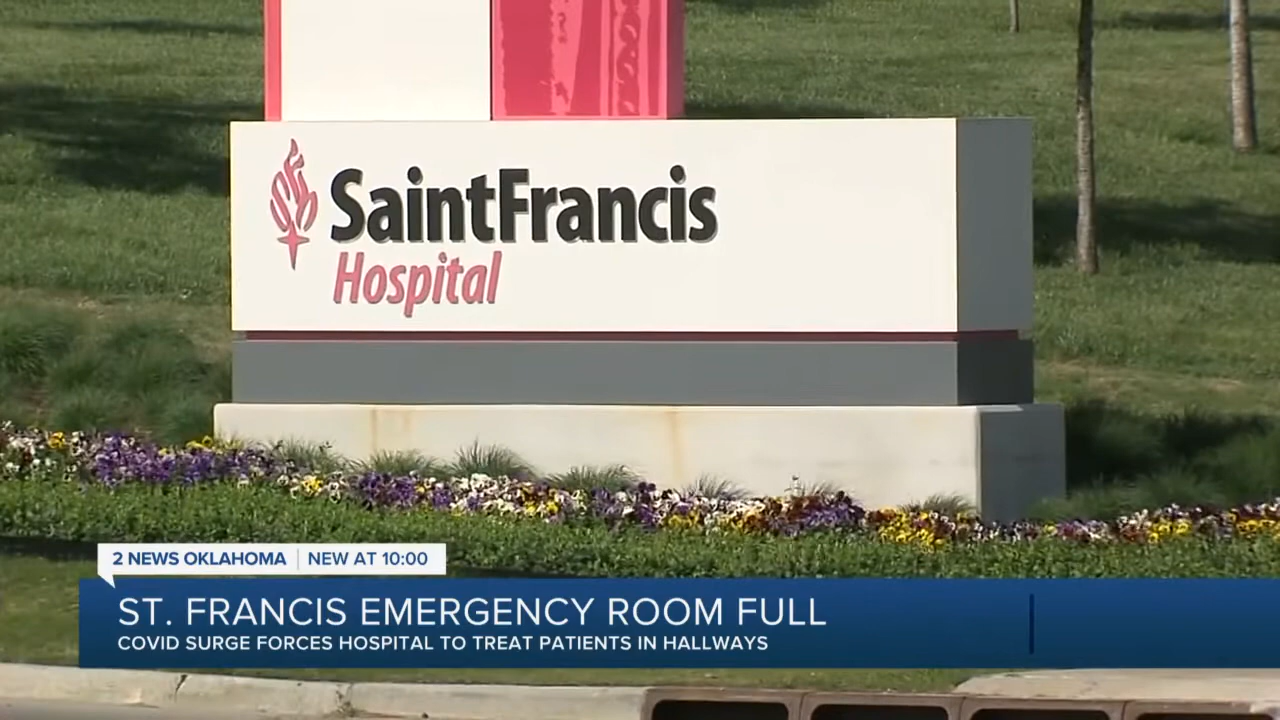 SaintFrancis
Hospital
2 NEWS OKLAHOMA | NEW AT 10:00
ST. FRANCIS EMERGENCY ROOM FULL
COVID SURGE FORCES HOSPITAL TO TREAT PATIENTS IN HALLWAYS